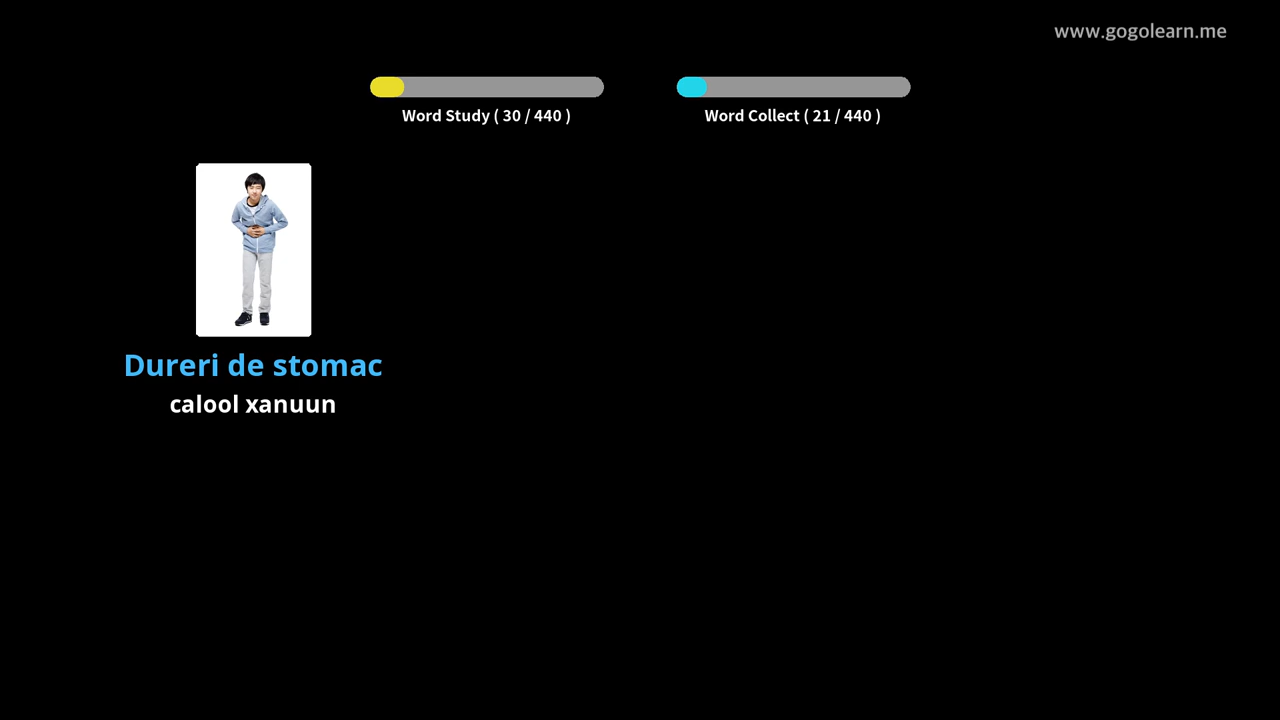 www.gogolearn.me
Word Study ( 30 / 440 )
Word Collect ( 21 / 440 )
Dureri de stomac
calool xanuun